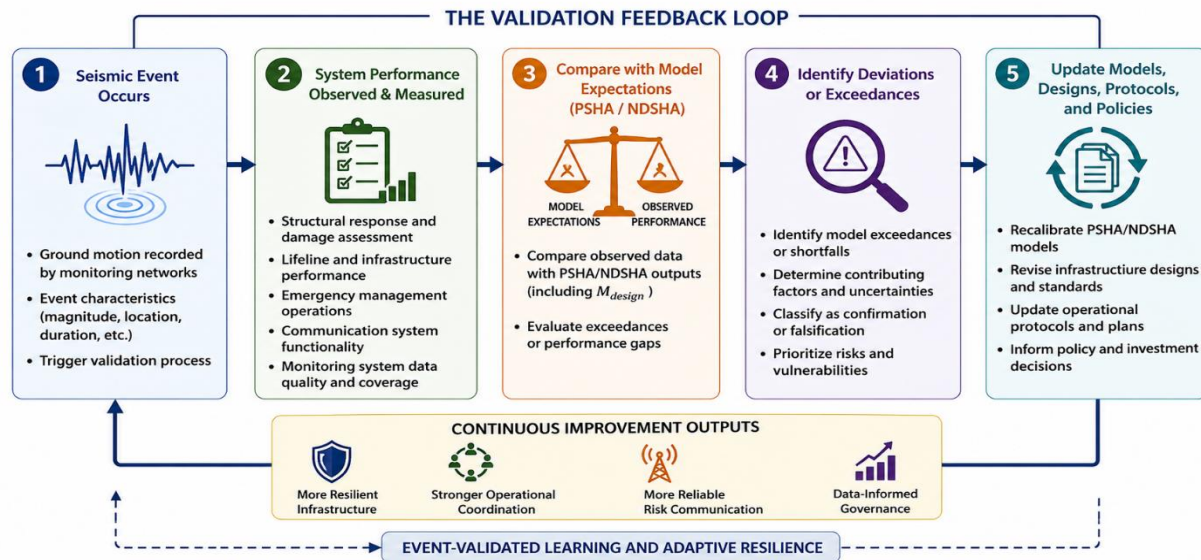 THE VALIDATION FEEDBACK LOOP
1
Seismic Event
Occurs
• Ground motion recorded
by monitoring networks
• Event characteristics
(magnitude, location,
duration, etc.)
• Trigger validation process
2
System Performance
Observed & Measured
• Structural response and
damage assessment
• Lifeline and infrastructure
performance
• Emergency management
operations
• Communication system
functionality
• Monitoring system data
quality and coverage
3
Compare with Model
Expectations
(PSHA / NDSHA)
MODEL
EXPECTATIONS
OBSERVED
PERFORMANCE
• Compare observed data
with PSHA/NDSHA outputs
(including M_design )
• Evaluate exceedances
or performance gaps
4
Identify Deviations
or Exceedances
• Identify model exceedances
or shortfalls
• Determine contributing
factors and uncertainties
• Classify as confirmation
or falsification
• Prioritize risks and
vulnerabilities
5
Update Models,
Designs, Protocols,
and Policies
• Recalibrate PSHA/NDSHA
models
• Revise infrastructure designs
and standards
• Update operational
protocols and plans
• Inform policy and investment
decisions
CONTINUOUS IMPROVEMENT OUTPUTS
More Resilient
Infrastructure
Stronger Operational
Coordination
More Reliable
Risk Communication
Data-Informed
Governance
EVENT-VALIDATED LEARNING AND ADAPTIVE RESILIENCE